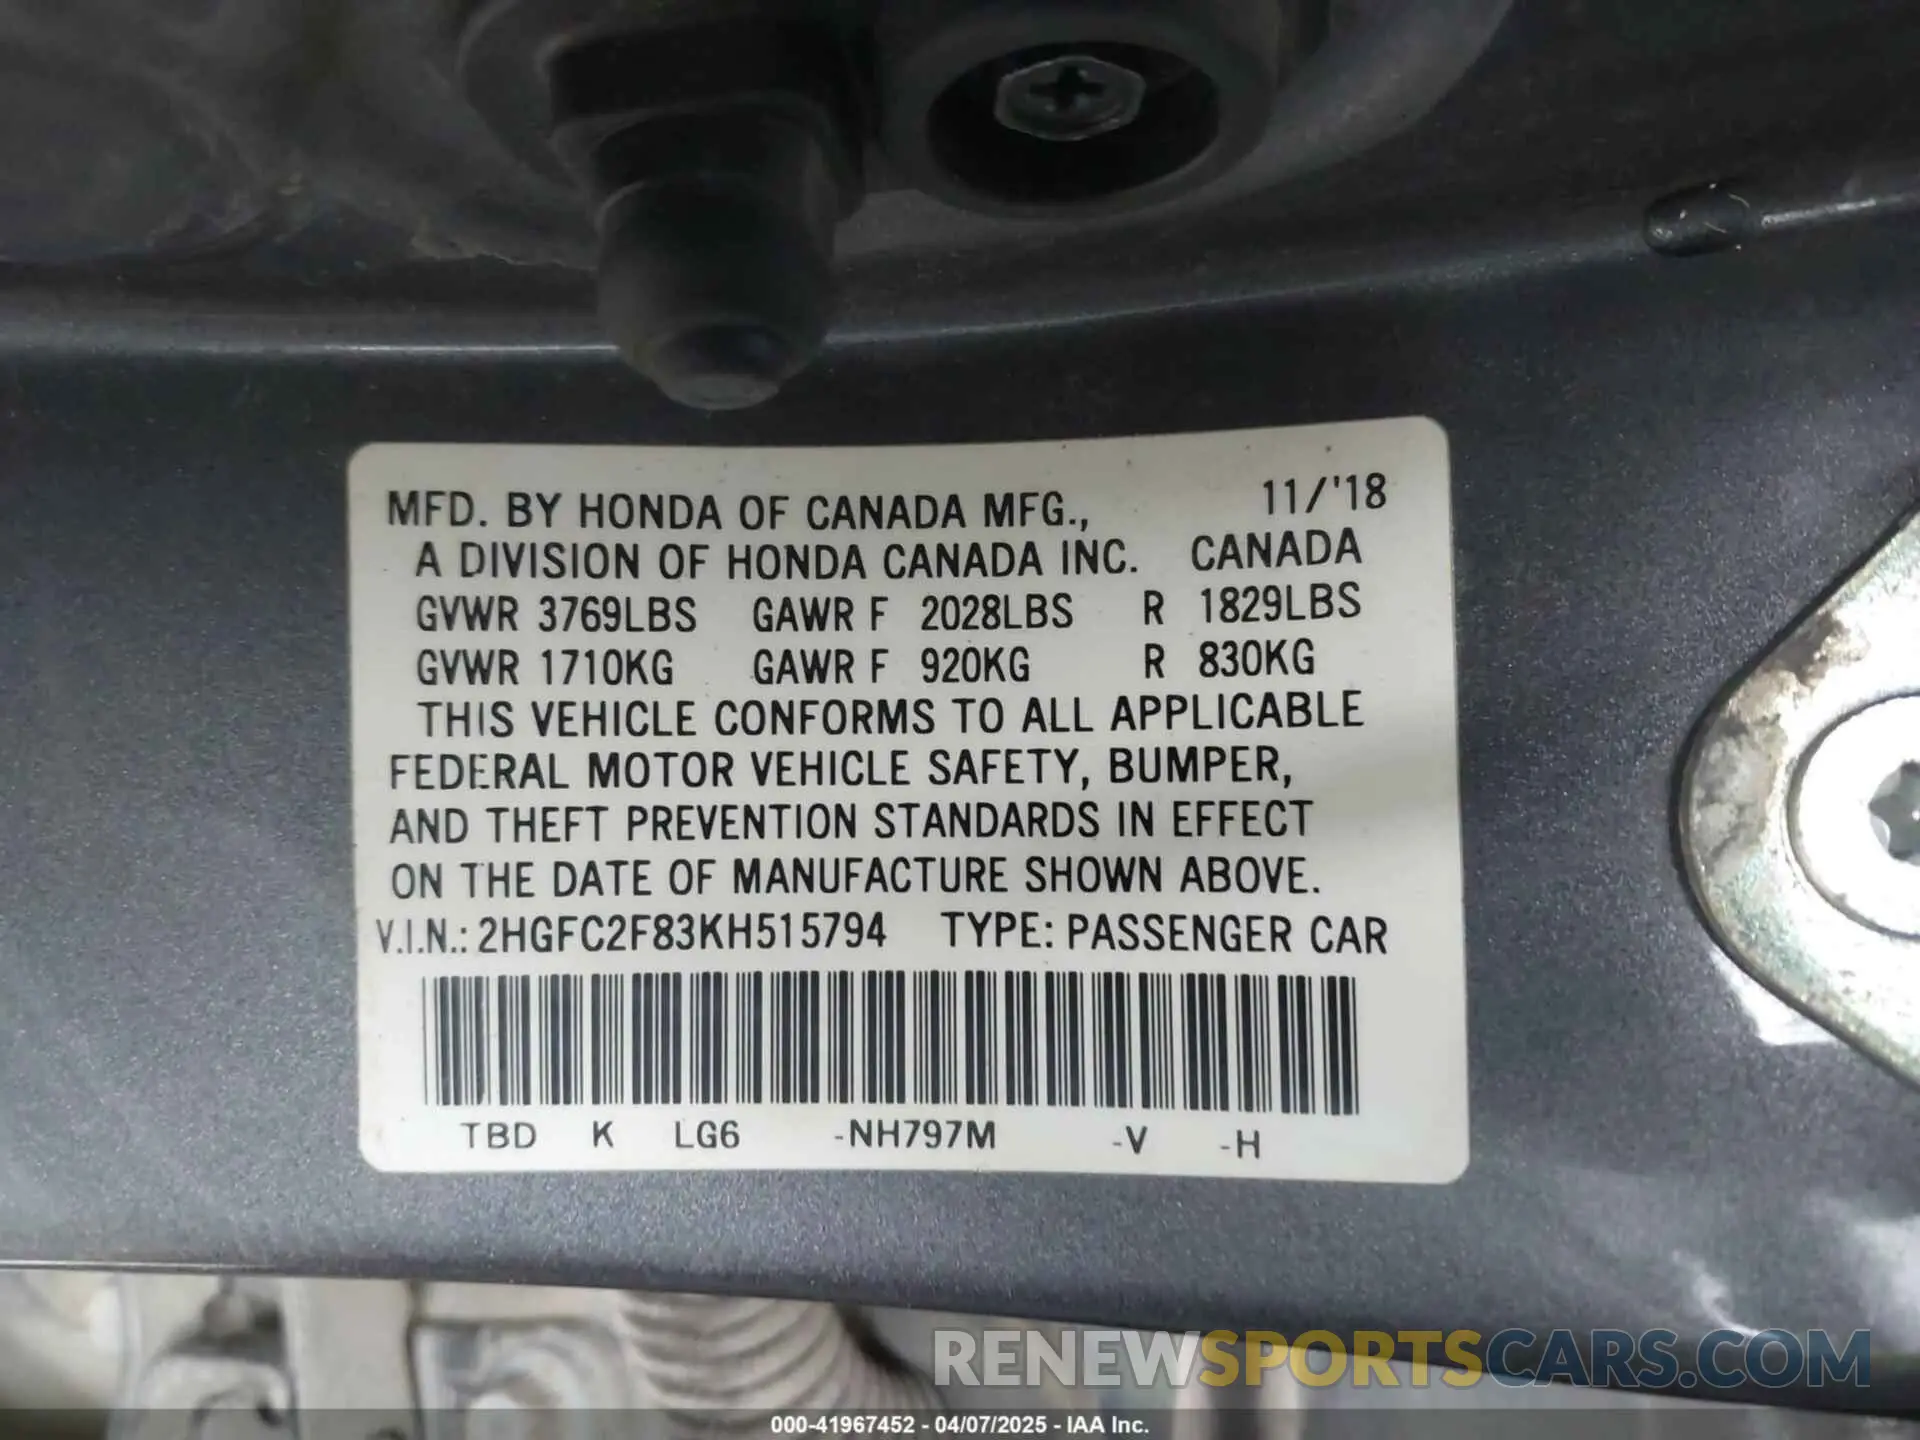 MFD. BY HONDA OF CANADA MFG., 11/'18
A DIVISION OF HONDA CANADA INC. CANADA
GVWR 3769LBS GAWR F 2028LBS R 1829LBS
GVWR 1710KG GAWR F 920KG R 830KG
THIS VEHICLE CONFORMS TO ALL APPLICABLE
FEDERAL MOTOR VEHICLE SAFETY, BUMPER,
AND THEFT PREVENTION STANDARDS IN EFFECT
ON THE DATE OF MANUFACTURE SHOWN ABOVE.
V.I.N.: 2HGFC2F83KH515794 TYPE: PASSENGER CAR
TBD K LG6 -NH797M -V -H
RENEWSPORTSCARS.COM
000-41967452 - 04/07/2025 - IAA Inc.